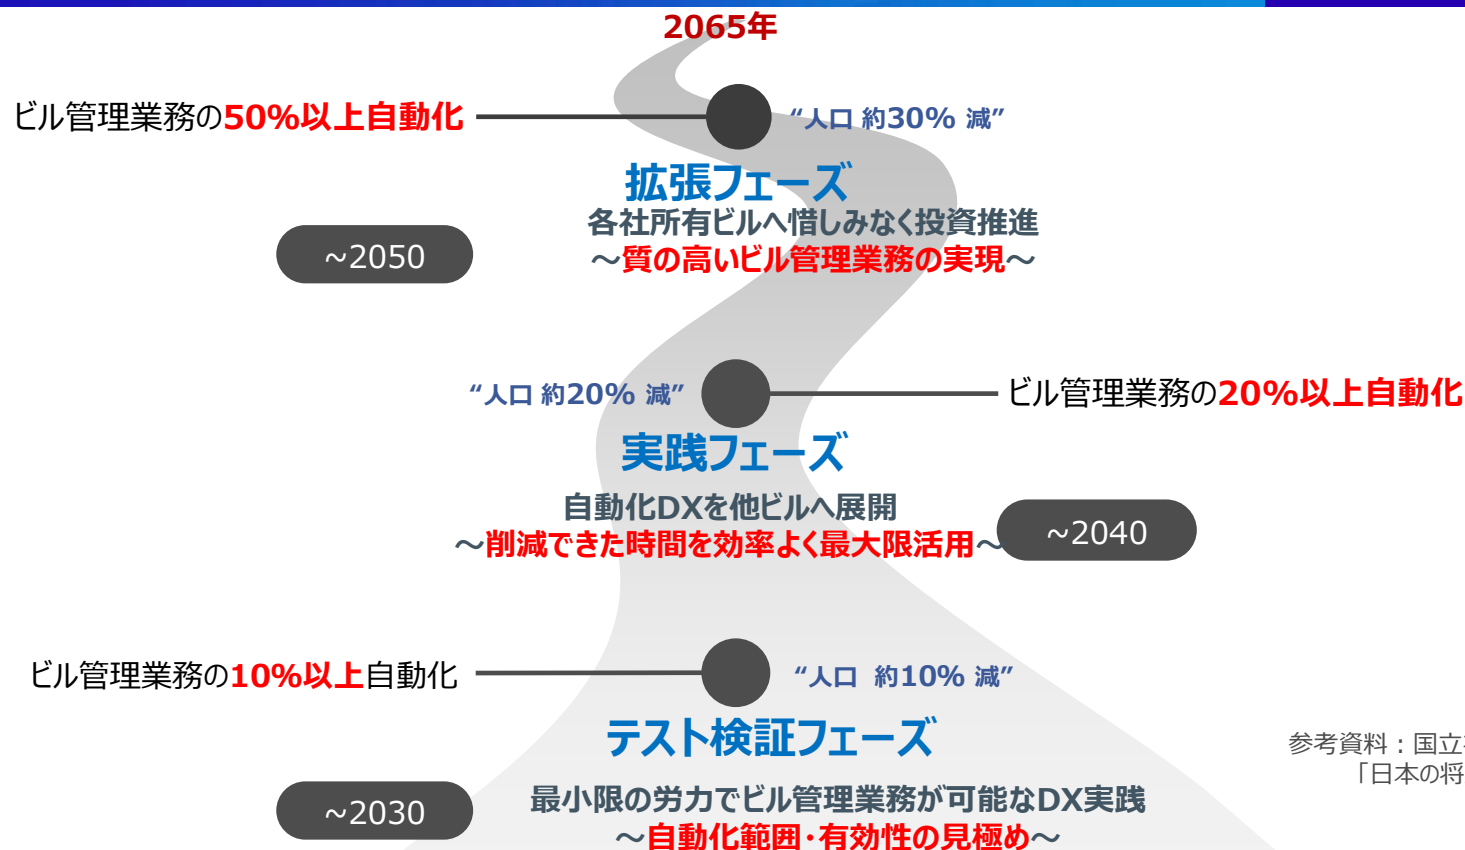 2065年
ビル管理業務の50%以上自動化
“人口 約30% 減”
拡張フェーズ
各社所有ビルへ惜しみなく投資推進
～質の高いビル管理業務の実現～
~2050
“人口 約20% 減”
ビル管理業務の20%以上自動化
実践フェーズ
自動化DXを他ビルへ展開
～削減できた時間を効率よく最大限活用～
~2040
ビル管理業務の10%以上自動化
“人口 約10% 減”
テスト検証フェーズ
参考資料：国立
「日本の将
~2030
最小限の労力でビル管理業務が可能なDX実践
～自動化範囲・有効性の見極め～